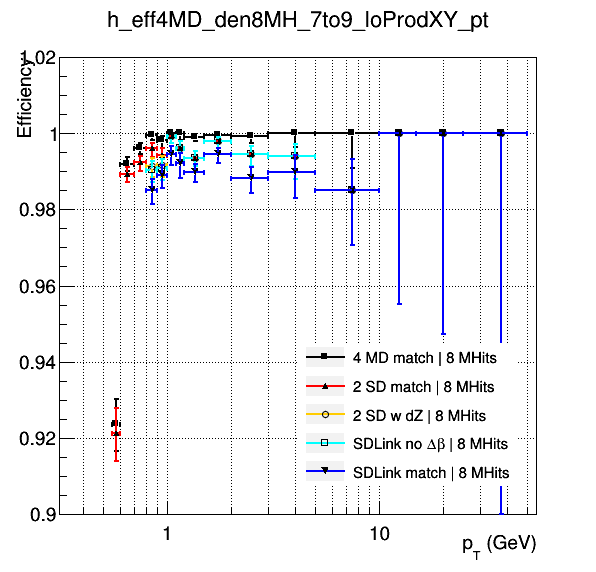 h_eff4MD_den8MH_7to9_loProdXY_pt
Efficiency
1.02
1
0.98
0.96
0.94
0.92
0.9
4 MD match | 8 MHits
2 SD match | 8 MHits
2 SD w dZ | 8 MHits
SDLink no Δβ | 8 MHits
SDLink match | 8 MHits
1
10
p_T (GeV)